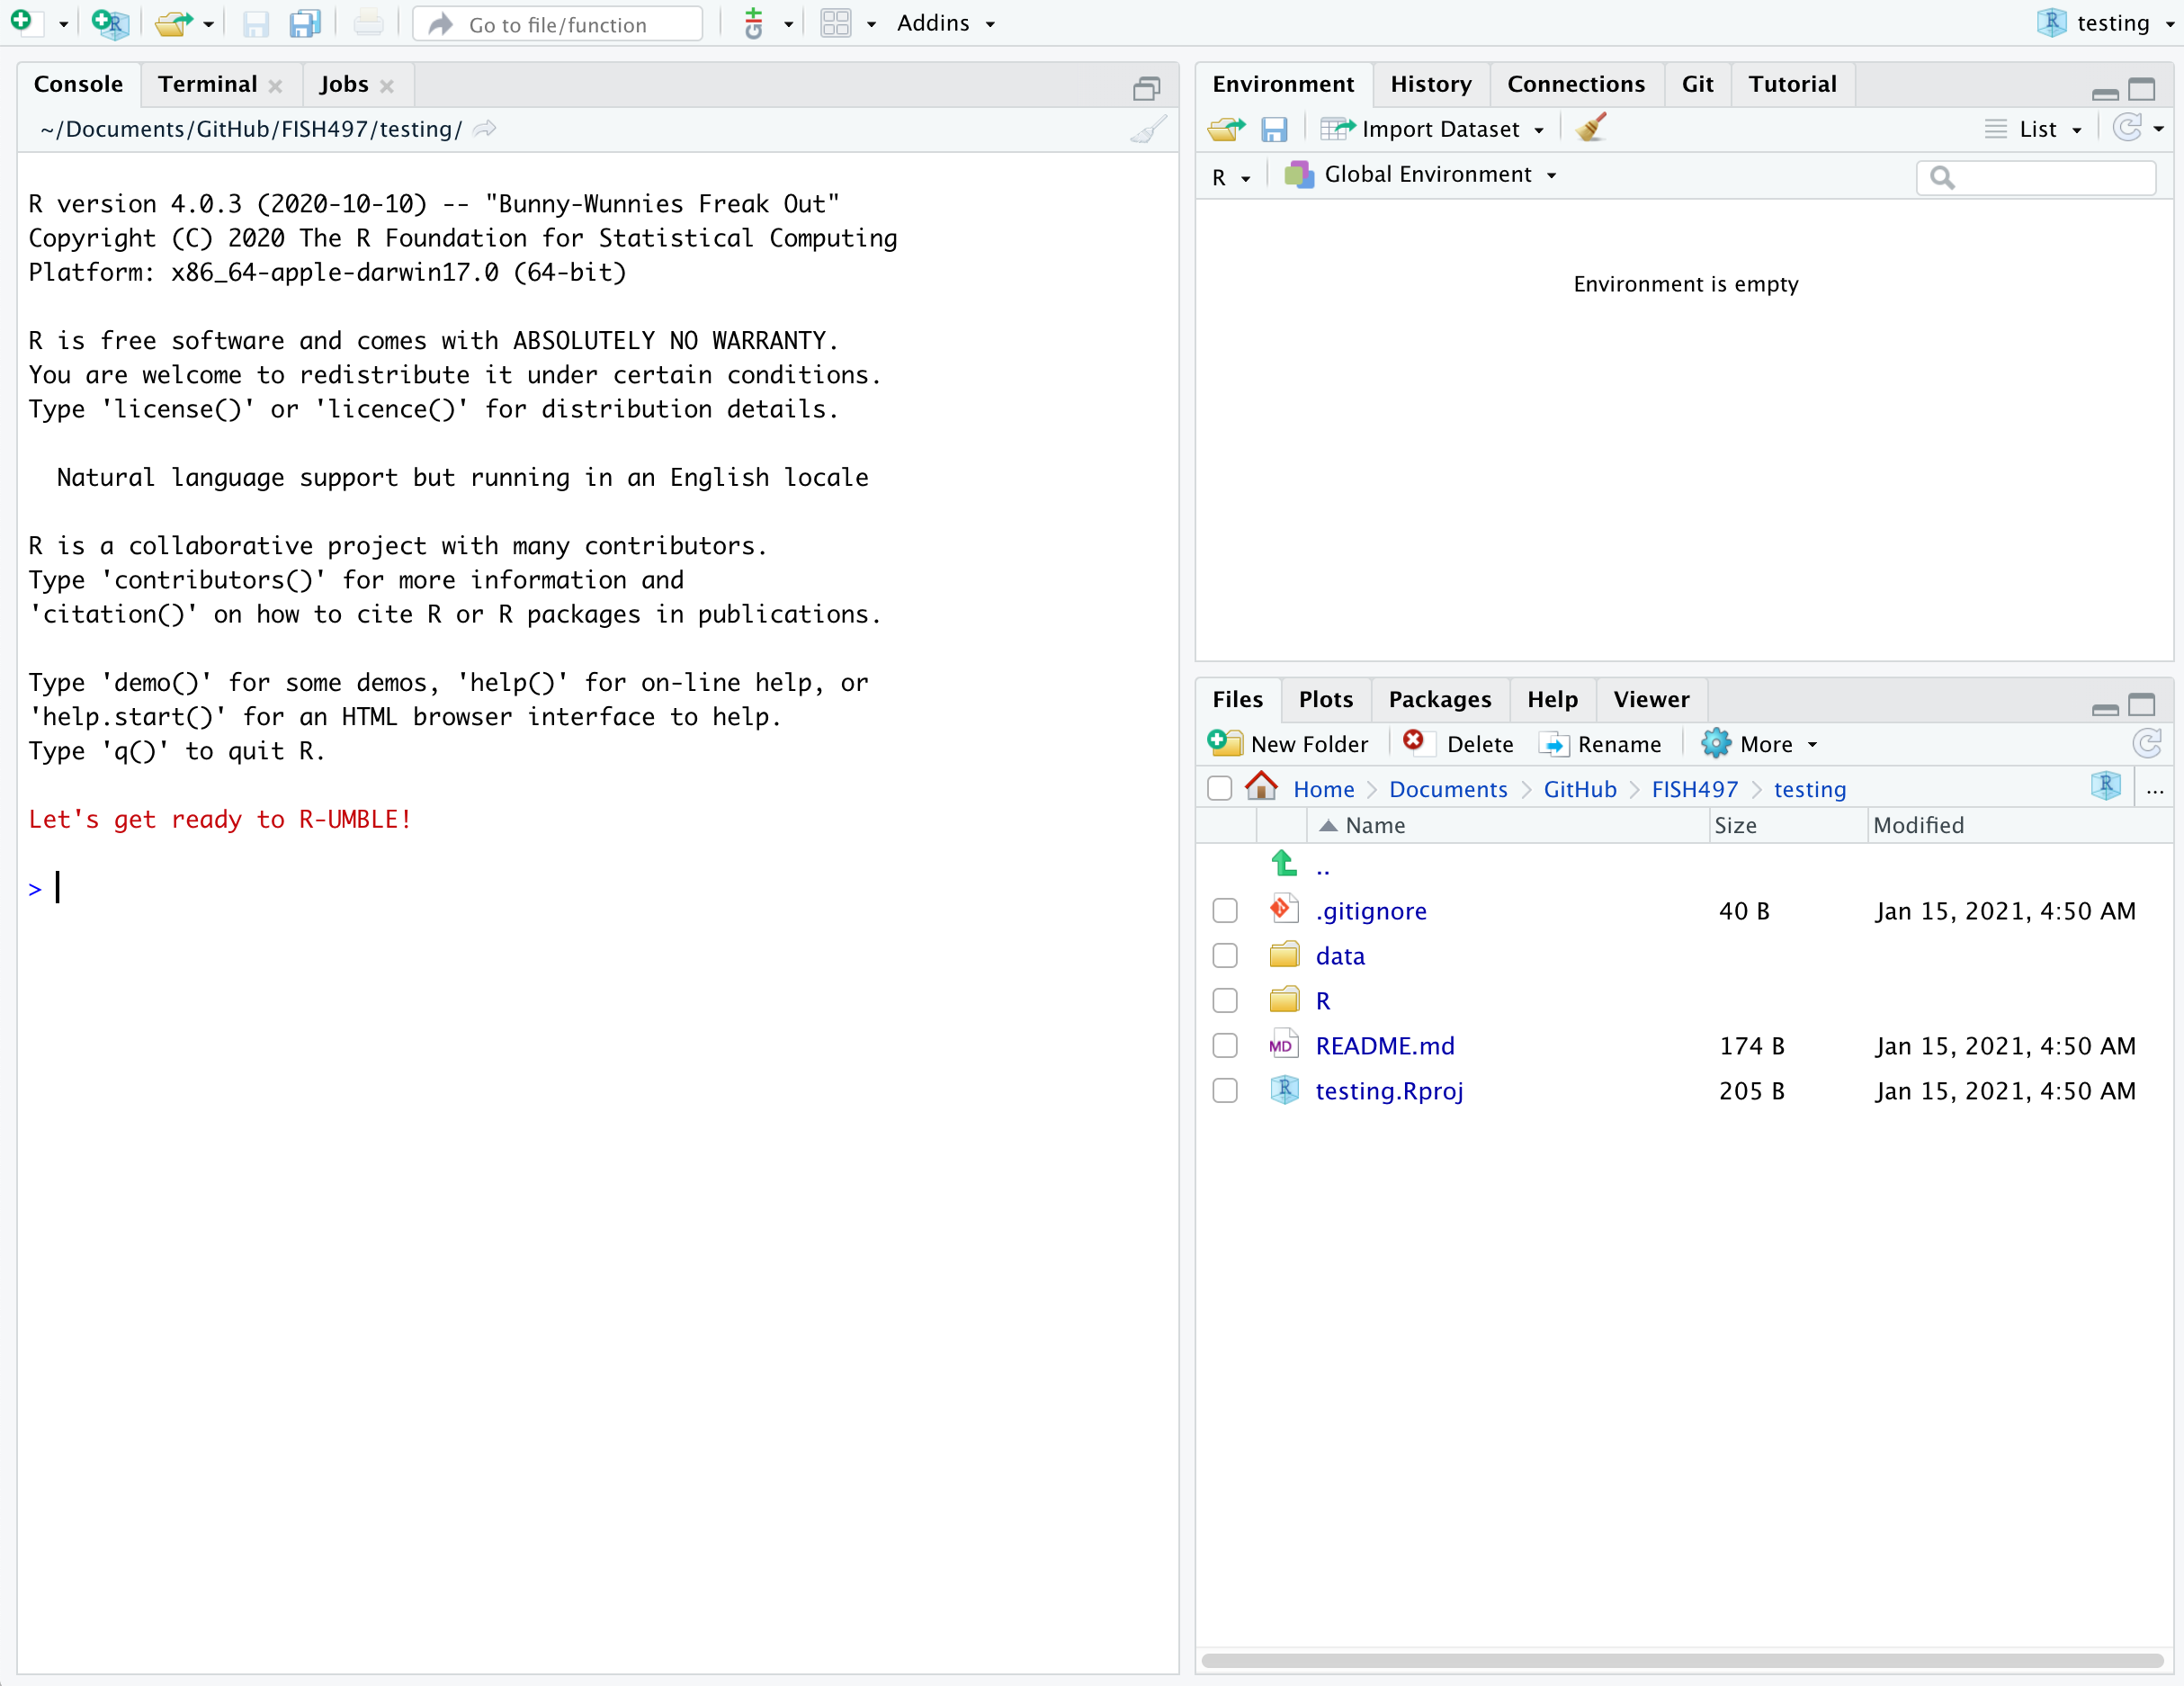 Go to file/function
Addins
testing
Console Terminal Jobs
~/Documents/GitHub/FISH497/testing/
R version 4.0.3 (2020-10-10) -- "Bunny-Wunnies Freak Out"
Copyright (C) 2020 The R Foundation for Statistical Computing
Platform: x86_64-apple-darwin17.0 (64-bit)
R is free software and comes with ABSOLUTELY NO WARRANTY.
You are welcome to redistribute it under certain conditions.
Type 'license()' or 'licence()' for distribution details.
Natural language support but running in an English locale
R is a collaborative project with many contributors.
Type 'contributors()' for more information and
'citation()' on how to cite R or R packages in publications.
Type 'demo()' for some demos, 'help()' for on-line help, or
'help.start()' for an HTML browser interface to help.
Type 'q()' to quit R.
Let's get ready to R-UMBLE!
>
Environment History Connections Git Tutorial
Import Dataset List
R Global Environment
Environment is empty
Files Plots Packages Help Viewer
New Folder Delete Rename More
Home Documents GitHub FISH497 testing ...
Name Size Modified
..
.gitignore 40 B Jan 15, 2021, 4:50 AM
data
R
README.md 174 B Jan 15, 2021, 4:50 AM
testing.Rproj 205 B Jan 15, 2021, 4:50 AM